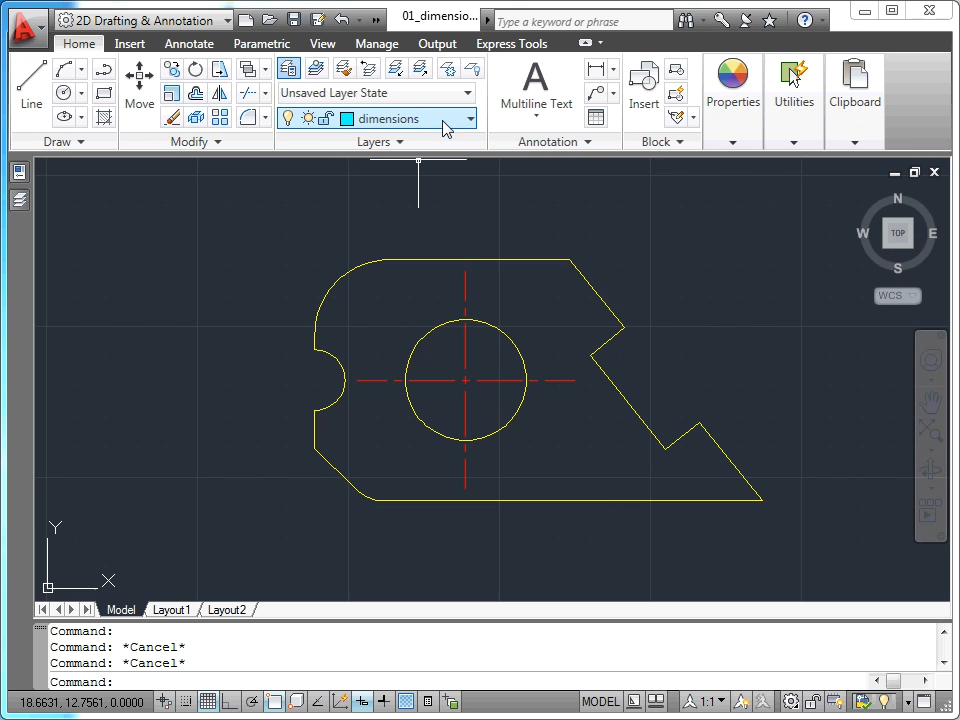 2D Drafting & Annotation
01_dimensio...
Type a keyword or phrase
Home Insert Annotate Parametric View Manage Output Express Tools
Line
Move
Unsaved Layer State
dimensions
Multiline Text
Insert
Properties
Utilities
Clipboard
Draw
Modify
Layers
Annotation
Block
N
W TOP E
S
WCS
Y
X
Model Layout1 Layout2
Command:
Command: *Cancel*
Command: *Cancel*
Command:
18.6631, 12.7561, 0.0000
MODEL
1:1